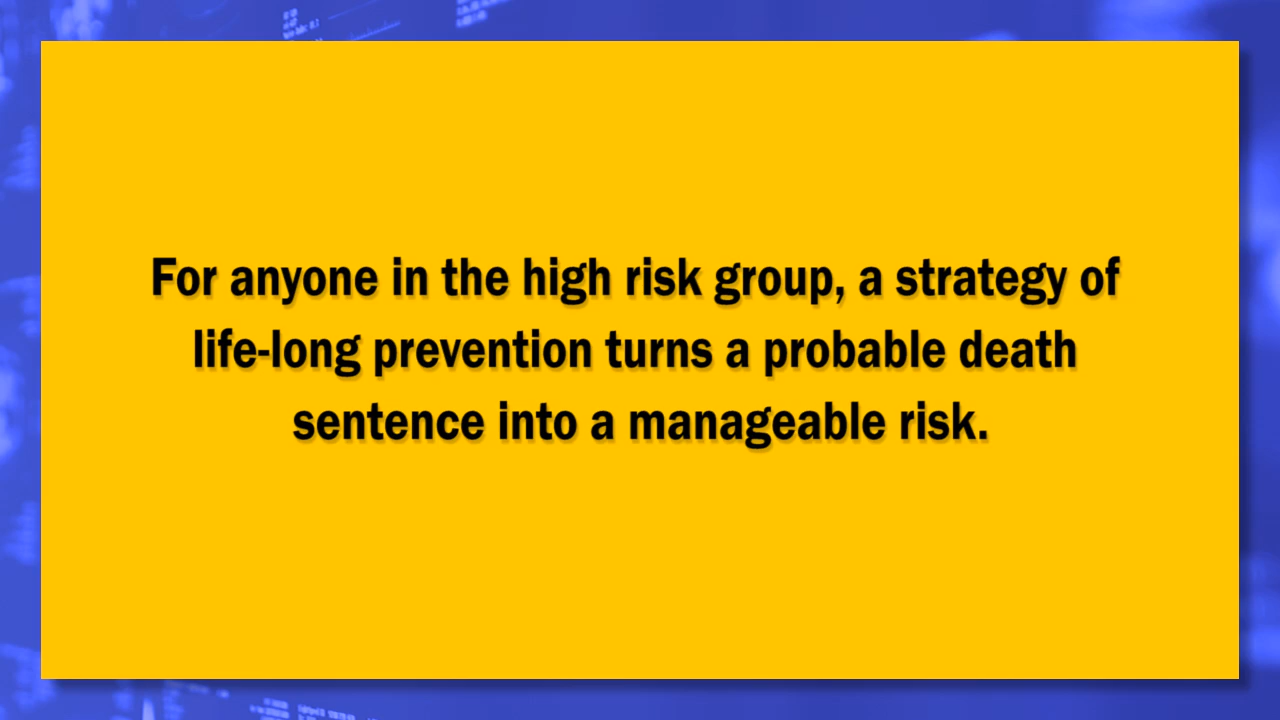 For anyone in the high risk group, a strategy of
life-long prevention turns a probable death
sentence into a manageable risk.